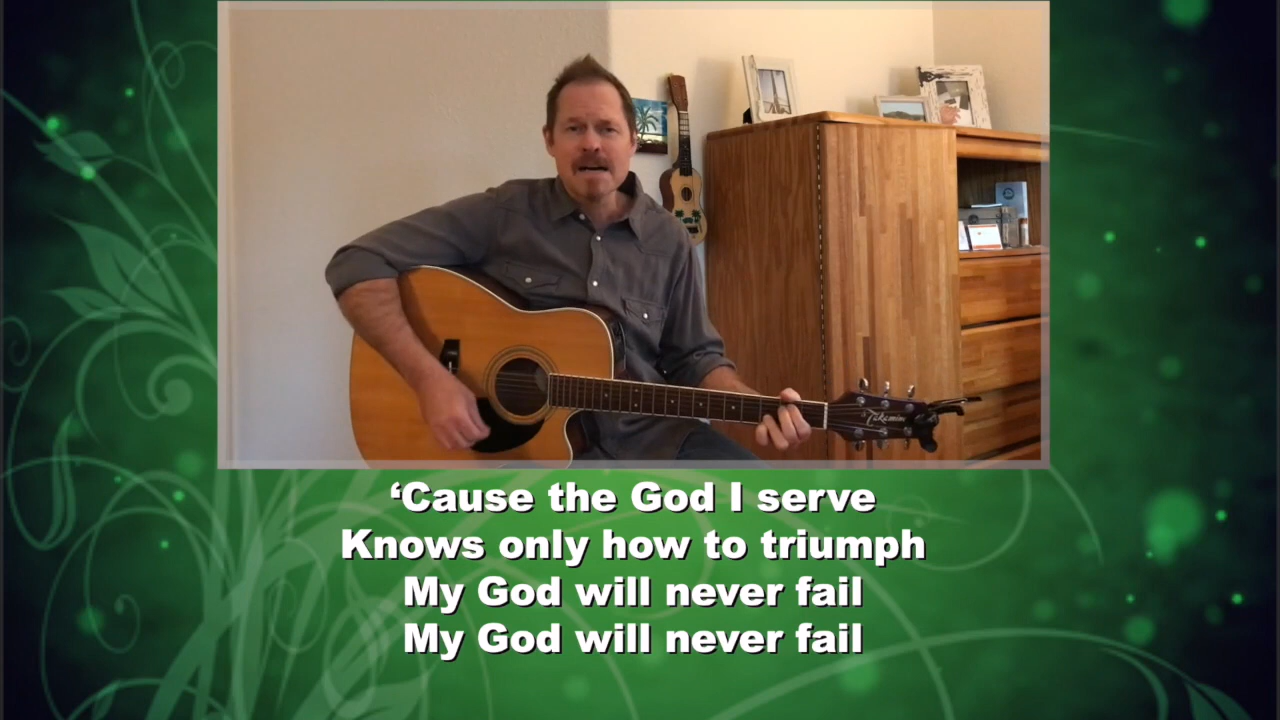 Takamine
‘Cause the God I serve
Knows only how to triumph
My God will never fail
My God will never fail